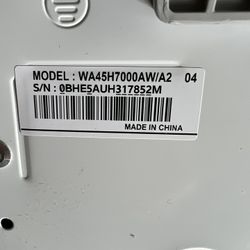 MODEL : WA45H7000AW/A2 04
S/N : 0BHE5AUH317852M
MADE IN CHINA